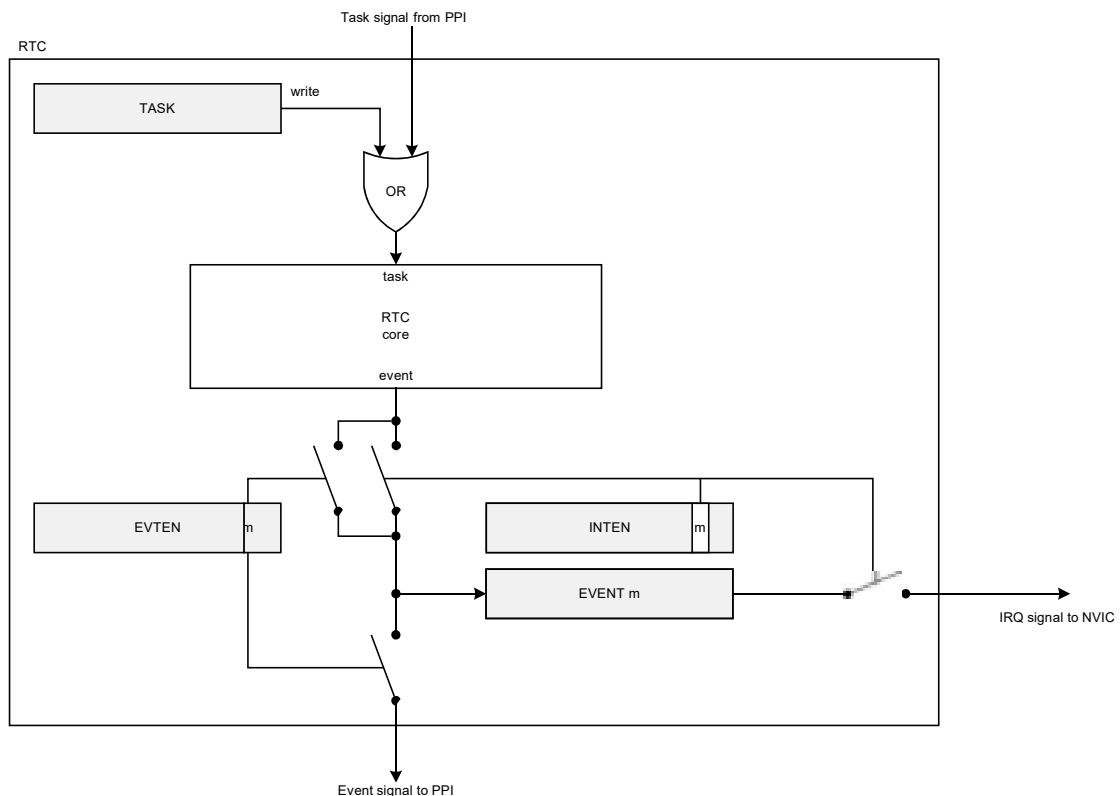 Task signal from PPI
RTC
write
TASK
OR
task
RTC
core
event
EVTEN
m
INTEN
m
EVENT m
IRQ signal to NVIC
Event signal to PPI